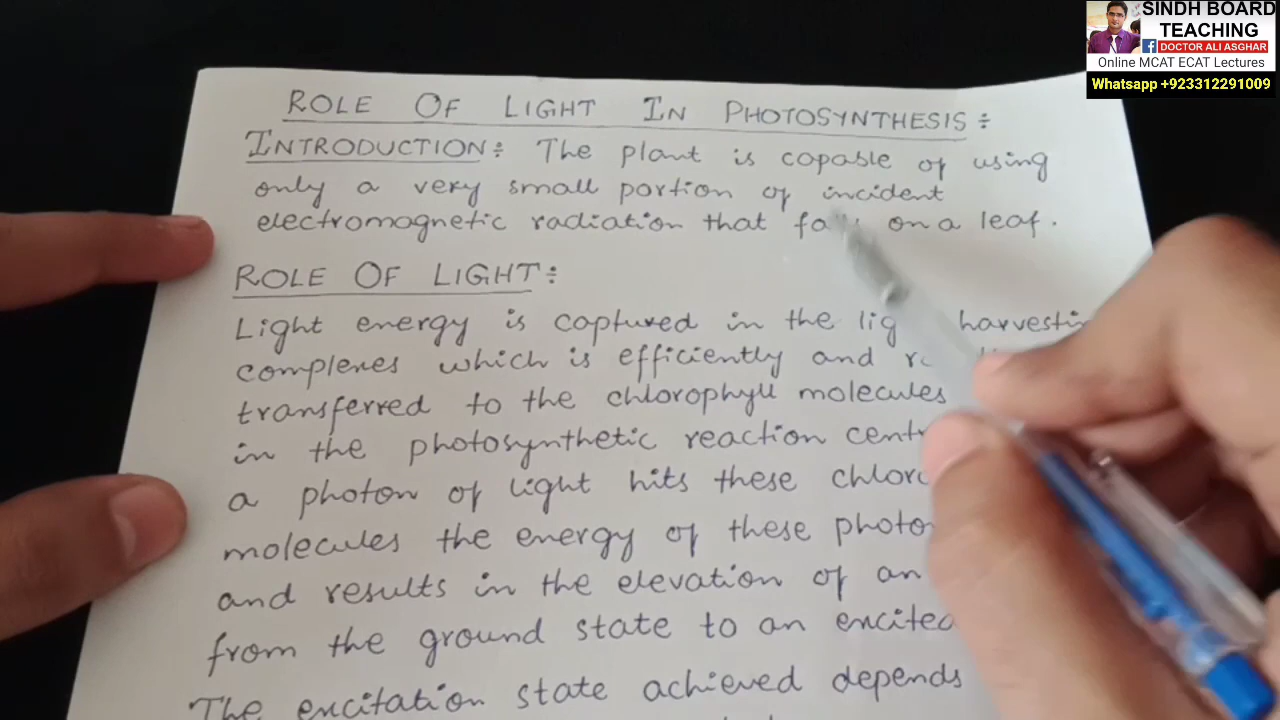 SINDH BOARD
TEACHING
DOCTOR ALI ASGHAR
Online MCAT ECAT Lectures
Whatsapp +923312291009
ROLE OF LIGHT IN PHOTOSYNTHESIS:
INTRODUCTION: The plant is capable of using
only a very small portion of incident
electromagnetic radiation that on a leaf.
ROLE OF LIGHT:
Light energy is captured in the
complexes which is efficiently and
transferred to the chlorophyll molecules
in the photosynthetic reaction
a photon of light hits these
molecules the energy of these
and results in the elevation of an
from the ground state to an excited
The excitation state achieved depends